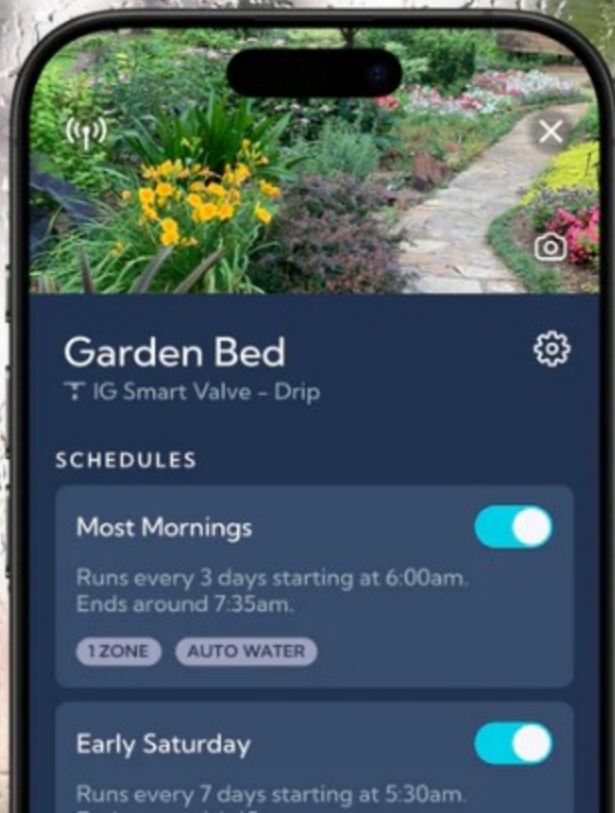 Garden Bed
IG Smart Valve – Drip
SCHEDULES
Most Mornings
Runs every 3 days starting at 6:00am.
Ends around 7:35am.
1 ZONE AUTO WATER
Early Saturday
Runs every 7 days starting at 5:30am.